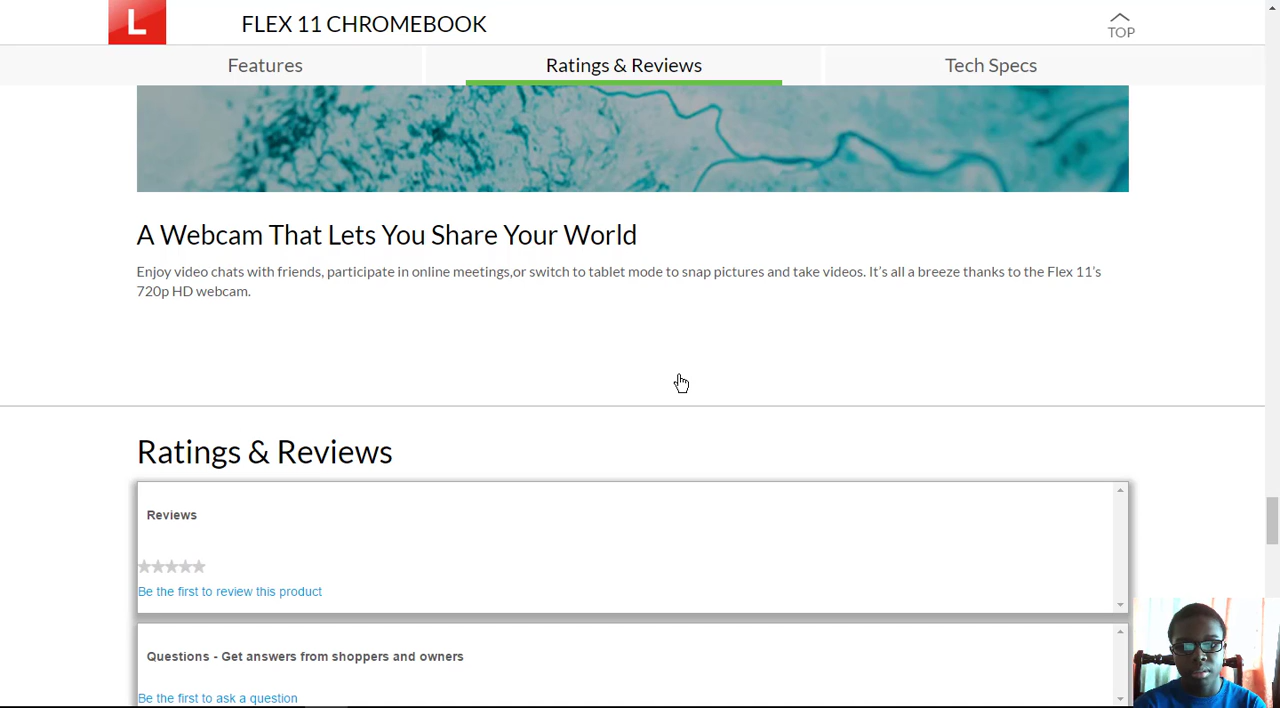 L
FLEX 11 CHROMEBOOK
TOP
Features
Ratings & Reviews
Tech Specs
A Webcam That Lets You Share Your World
Enjoy video chats with friends, participate in online meetings,or switch to tablet mode to snap pictures and take videos. It’s all a breeze thanks to the Flex 11’s
720p HD webcam.
Ratings & Reviews
Reviews
Be the first to review this product
Questions - Get answers from shoppers and owners
Be the first to ask a question